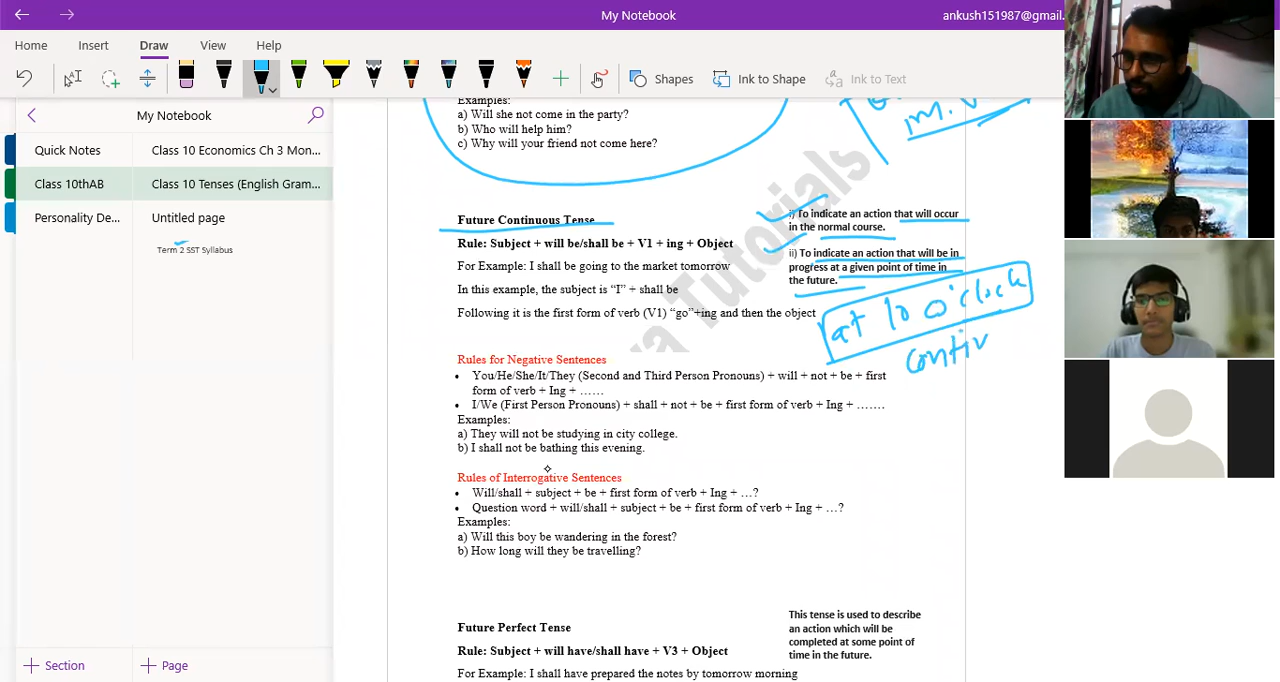 My Notebook
ankush151987@gmail.
Home Insert Draw View Help
Shapes Ink to Shape Ink to Text
My Notebook
Quick Notes
Class 10thAB
Personality De...
Class 10 Economics Ch 3 Mon...
Class 10 Tenses (English Gram...
Untitled page
Term 2 SST Syllabus
Section
Page
Examples:
a) Will she not come in the party?
b) Who will help him?
c) Why will your friend not come here?
Future Continuous Tense
Rule: Subject + will be/shall be + V1 + ing + Object
For Example: I shall be going to the market tomorrow
In this example, the subject is “I” + shall be
Following it is the first form of verb (V1) “go”+ing and then the object
i) To indicate an action that will occur
in the normal course.
ii) To indicate an action that will be in
progress at a given point of time in
the future.
at 10 o'clock
Tutorials
Rules for Negative Sentences
• You/He/She/It/They (Second and Third Person Pronouns) + will + not + be + first
form of verb + Ing + ……
• I/We (First Person Pronouns) + shall + not + be + first form of verb + Ing + …….
Examples:
a) They will not be studying in city college.
b) I shall not be bathing this evening.
Rules of Interrogative Sentences
• Will/shall + subject + be + first form of verb + Ing + …?
• Question word + will/shall + subject + be + first form of verb + Ing + …?
Examples:
a) Will this boy be wandering in the forest?
b) How long will they be travelling?
Future Perfect Tense
Rule: Subject + will have/shall have + V3 + Object
For Example: I shall have prepared the notes by tomorrow morning
This tense is used to describe
an action which will be
completed at some point of
time in the future.